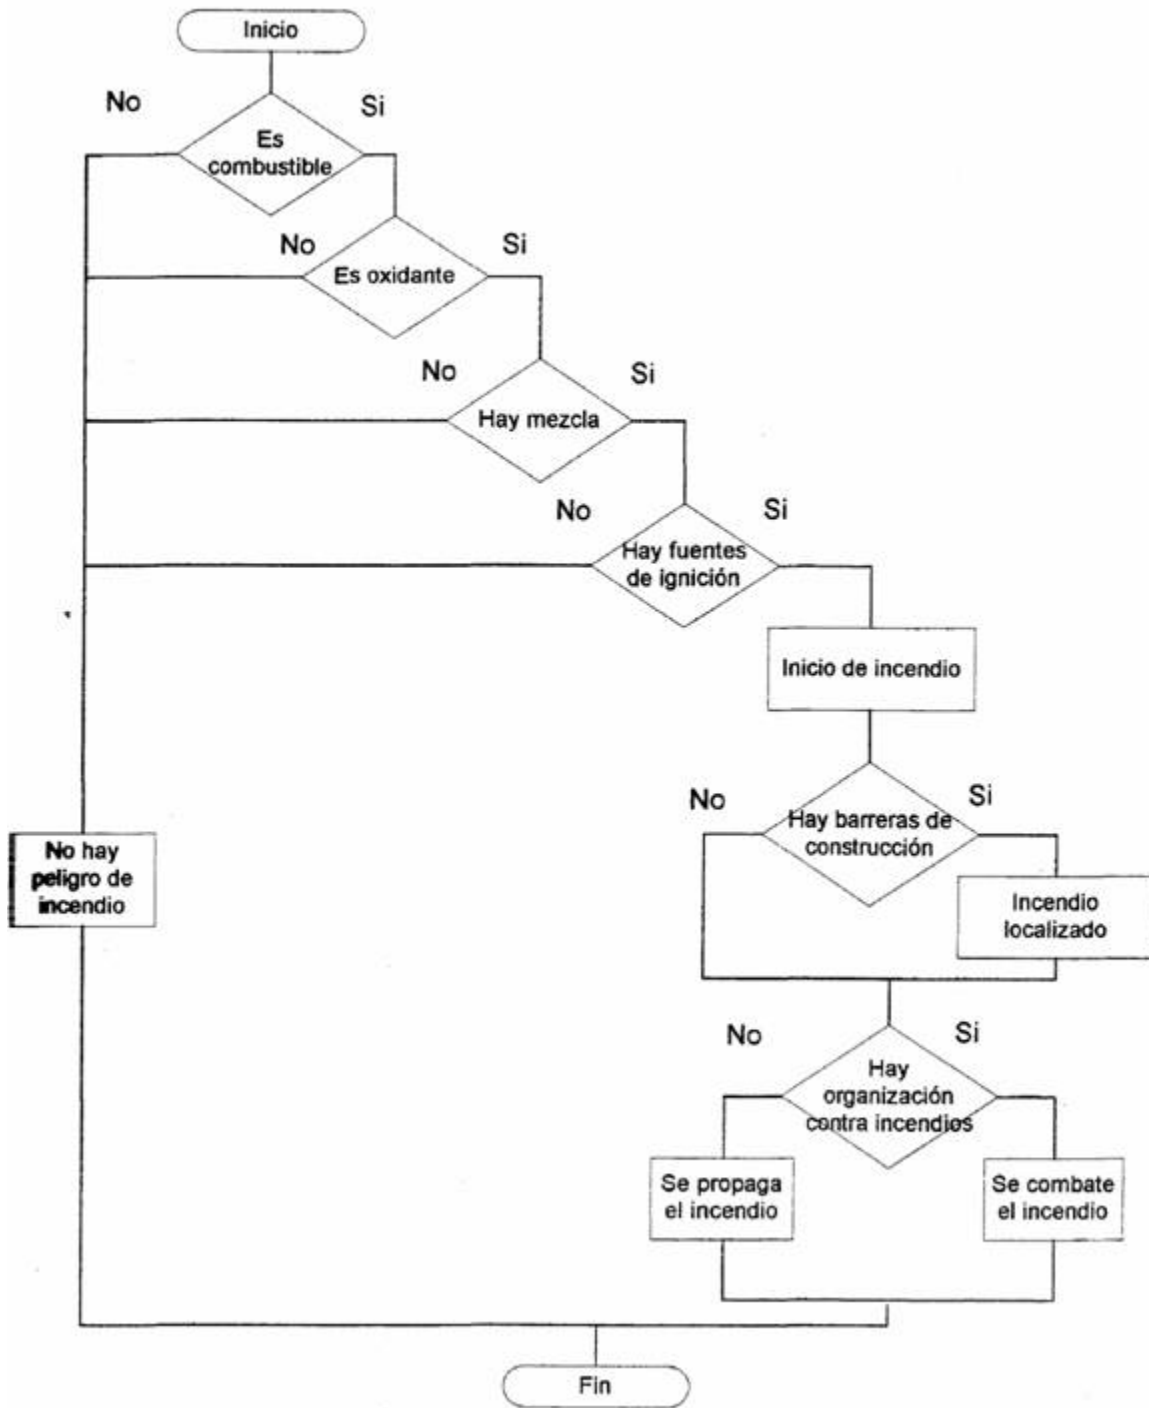 Inicio
No
Si
Es
combustible
No
Si
Es oxidante
No
Si
Hay mezcla
No
Si
Hay fuentes
de ignición
Inicio de incendio
No
Si
Hay barreras de
construcción
No hay
peligro de
incendio
Incendio
localizado
No
Si
Hay
organización
contra incendios
Se propaga
el incendio
Se combate
el incendio
Fin